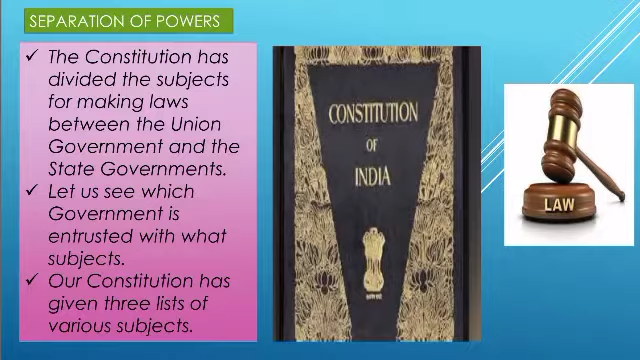 SEPARATION OF POWERS
✓ The Constitution has
divided the subjects
for making laws
between the Union
Government and the
State Governments.
✓ Let us see which
Government is
entrusted with what
subjects.
✓ Our Constitution has
given three lists of
various subjects.
CONSTITUTION
OF
INDIA
LAW